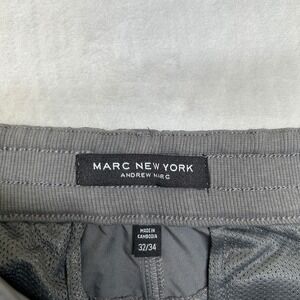 MARC NEW YORK
ANDREW MARC
MADE IN
CAMBODIA
32/34